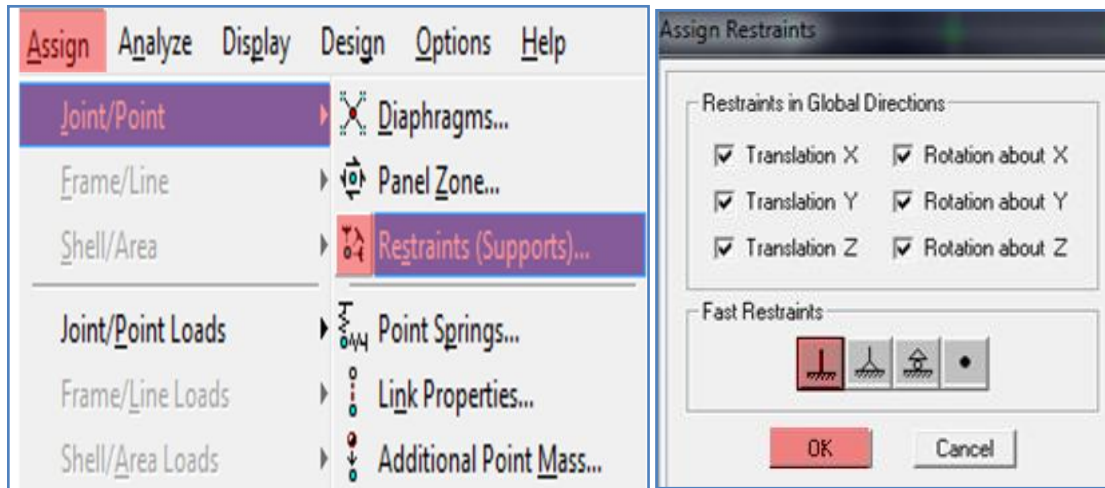 Assign Analyze Display Design Options Help
Joint/Point
Frame/Line
Shell/Area
Joint/Point Loads
Frame/Line Loads
Shell/Area Loads
Diaphragms...
Panel Zone...
Restraints (Supports)...
Point Springs...
Link Properties...
Additional Point Mass...
Assign Restraints
Restraints in Global Directions
Translation X Rotation about X
Translation Y Rotation about Y
Translation Z Rotation about Z
Fast Restraints
OK Cancel